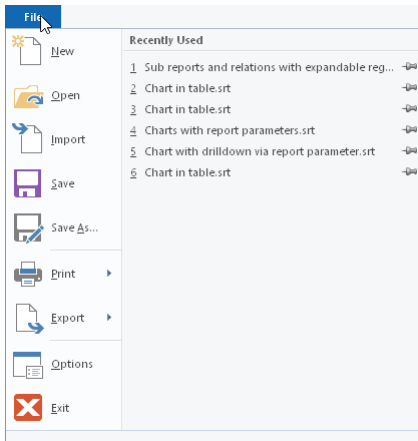 File
New
Open
Import
Save
Save As...
Print
Export
Options
Exit
Recently Used
1 Sub reports and relations with expandable reg...
2 Chart in table.srt
3 Chart in table.srt
4 Charts with report parameters.srt
5 Chart with drilldown via report parameter.srt
6 Chart in table.srt